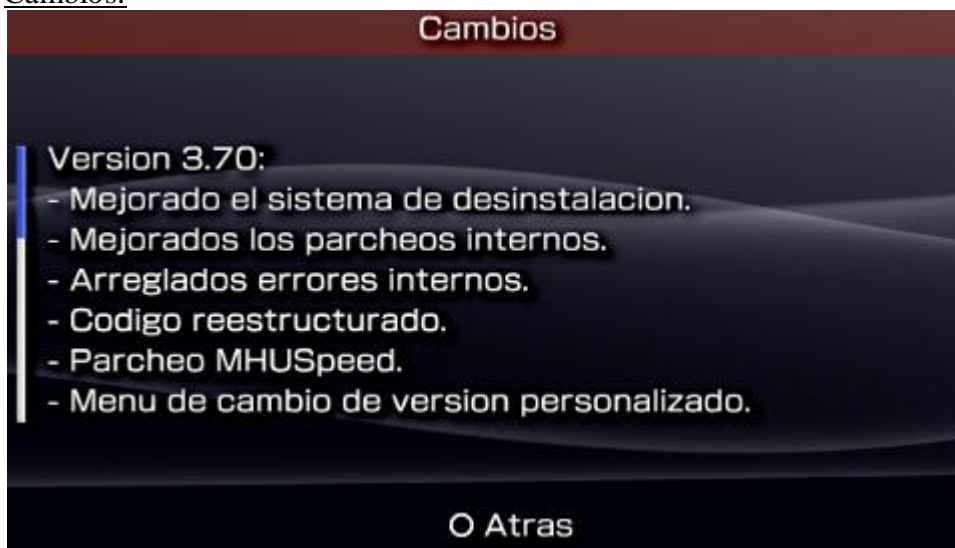 Cambios:
Cambios
Version 3.70:
- Mejorado el sistema de desinstalacion.
- Mejorados los parcheos internos.
- Arreglados errores internos.
- Codigo reestructurado.
- Parcheo MHUSpeed.
- Menu de cambio de version personalizado.
O Atras